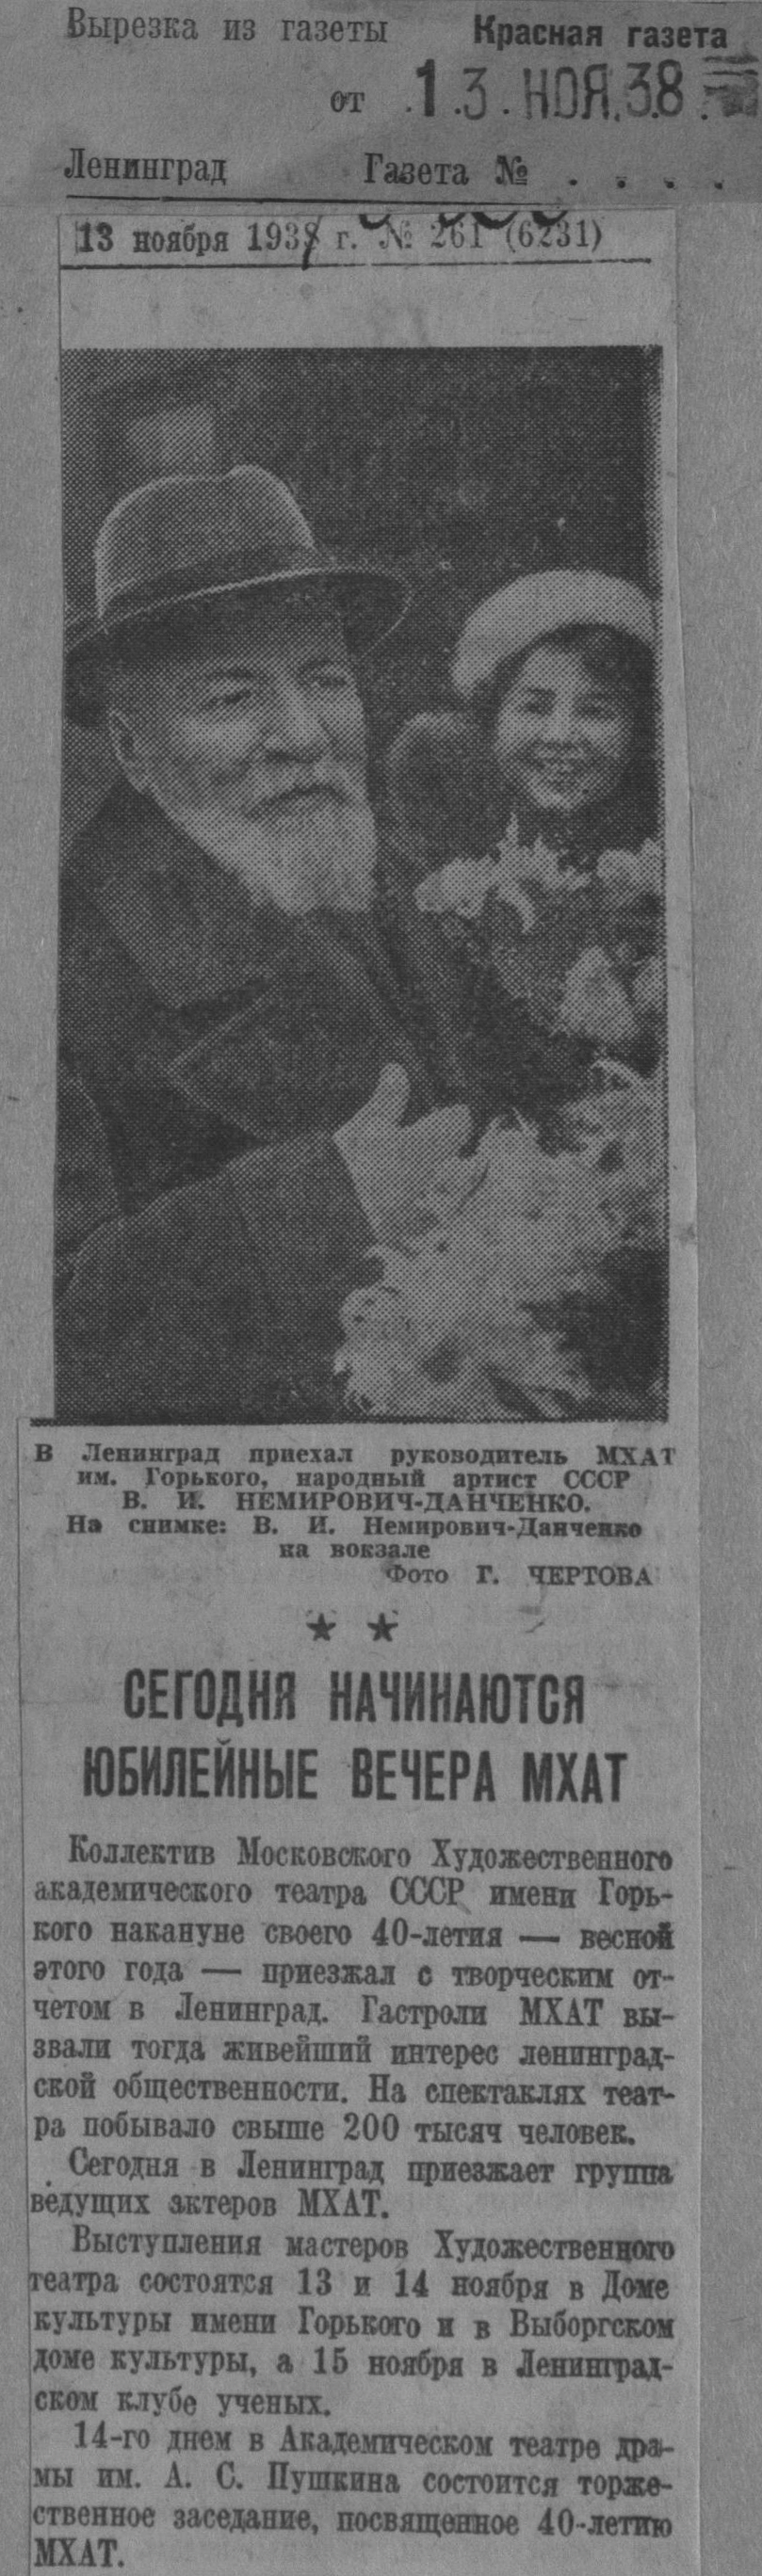 Вырезка из газеты Красная газета
от 13. НОЯ. 38
Ленинград Газета № . . . .
13 ноября 1938 г. № 261 (6231)
В Ленинград приехал руководитель МХАТ
им. Горького, народный артист СССР
В. И. НЕМИРОВИЧ-ДАНЧЕНКО.
На снимке: В. И. Немирович-Данченко
на вокзале
Фото Г. ЧЕРТОВА
СЕГОДНЯ НАЧИНАЮТСЯ
ЮБИЛЕЙНЫЕ ВЕЧЕРА МХАТ
Коллектив Московского Художественного
академического театра СССР имени Горь-
кого накануне своего 40-летия — весной
этого года — приезжал с творческим от-
четом в Ленинград. Гастроли МХАТ вы-
звали тогда живейший интерес ленинград-
ской общественности. На спектаклях теат-
ра побывало свыше 200 тысяч человек.
Сегодня в Ленинград приезжает группа
ведущих актеров МХАТ.
Выступления мастеров Художественного
театра состоятся 13 и 14 ноября в Доме
культуры имени Горького и в Выборгском
доме культуры, а 15 ноября в Ленинград-
ском клубе ученых.
14-го днем в Академическом театре дра-
мы им. А. С. Пушкина состоится торже-
ственное заседание, посвященное 40-летию
МХАТ.